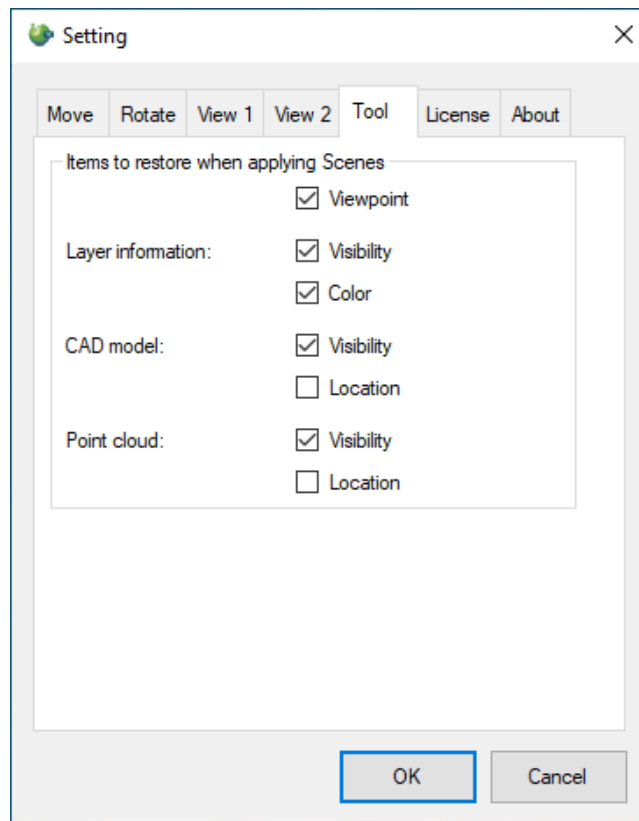 Setting
Move Rotate View 1 View 2 Tool License About
Items to restore when applying Scenes
Viewpoint
Layer information: Visibility
Color
CAD model: Visibility
Location
Point cloud: Visibility
Location
OK Cancel